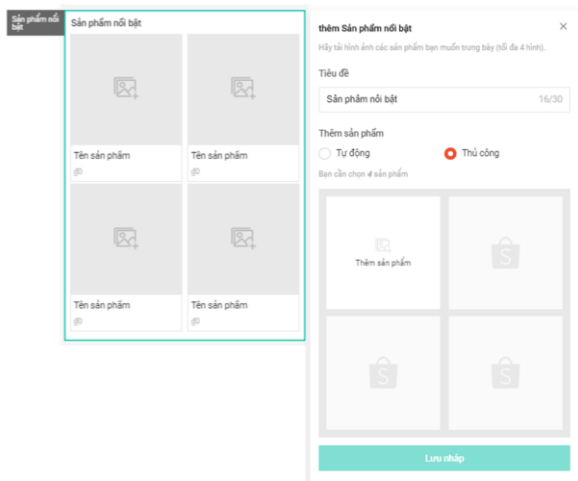 Sản phẩm nổi
bật
Sản phẩm nổi bật
Tên sản phẩm
Tên sản phẩm
Tên sản phẩm
Tên sản phẩm
thêm Sản phẩm nổi bật
Hãy tải hình ảnh các sản phẩm bạn muốn trưng bày (tối đa 4 hình).
Tiêu đề
Sản phẩm nổi bật 16/30
Thêm sản phẩm
Tự động Thủ công
Bạn cần chọn 4 sản phẩm
Thêm sản phẩm
Lưu nháp